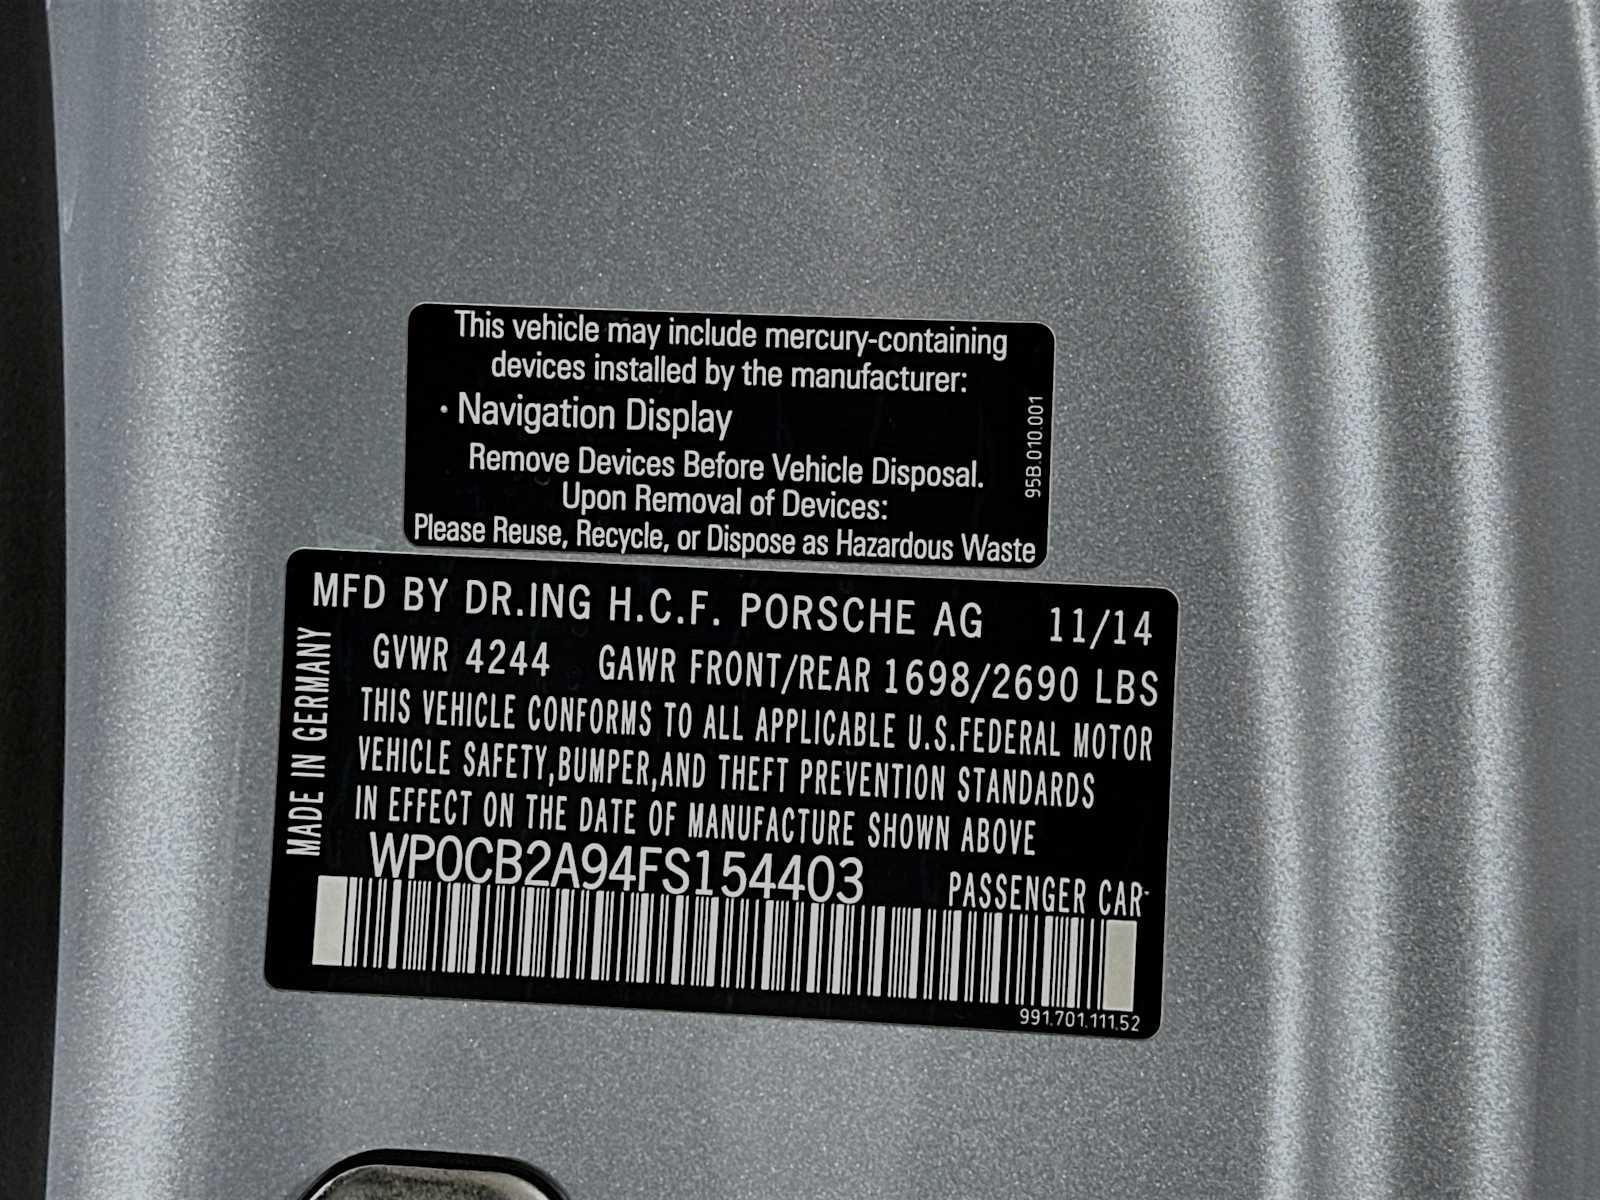 This vehicle may include mercury-containing
devices installed by the manufacturer:
· Navigation Display
Remove Devices Before Vehicle Disposal.
Upon Removal of Devices:
Please Reuse, Recycle, or Dispose as Hazardous Waste
95B.010.001
MFD BY DR.ING H.C.F. PORSCHE AG 11/14
GVWR 4244 GAWR FRONT/REAR 1698/2690 LBS
THIS VEHICLE CONFORMS TO ALL APPLICABLE U.S.FEDERAL MOTOR
VEHICLE SAFETY,BUMPER,AND THEFT PREVENTION STANDARDS
IN EFFECT ON THE DATE OF MANUFACTURE SHOWN ABOVE
WP0CB2A94FS154403 PASSENGER CAR
MADE IN GERMANY
991.701.111.52